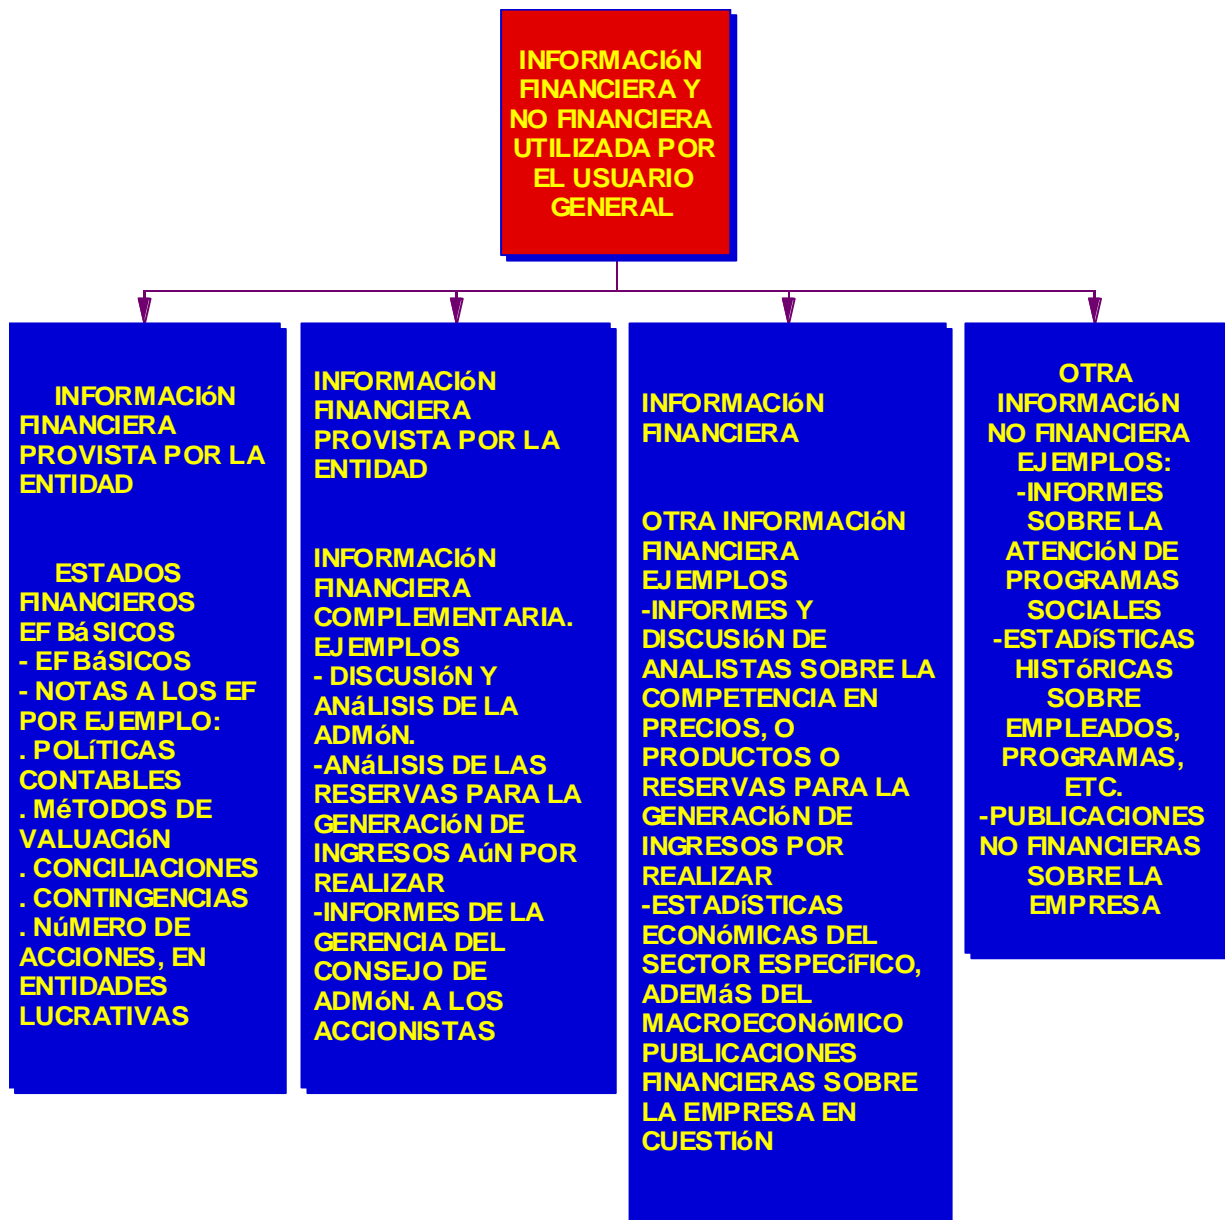 INFORMACIóN
FINANCIERA Y
NO FINANCIERA
UTILIZADA POR
EL USUARIO
GENERAL
INFORMACIóN
FINANCIERA
PROVISTA POR LA
ENTIDAD
ESTADOS
FINANCIEROS
EF BáSICOS
- EF BáSICOS
- NOTAS A LOS EF
POR EJEMPLO:
. POLíTICAS
CONTABLES
. MéTODOS DE
VALUACIóN
. CONCILIACIONES
. CONTINGENCIAS
. NúMERO DE
ACCIONES, EN
ENTIDADES
LUCRATIVAS
INFORMACIóN
FINANCIERA
PROVISTA POR LA
ENTIDAD
INFORMACIóN
FINANCIERA
COMPLEMENTARIA.
EJEMPLOS
- DISCUSIóN Y
ANáLISIS DE LA
ADMóN.
-ANáLISIS DE LAS
RESERVAS PARA LA
GENERACIóN DE
INGRESOS AúN POR
REALIZAR
-INFORMES DE LA
GERENCIA DEL
CONSEJO DE
ADMóN. A LOS
ACCIONISTAS
INFORMACIóN
FINANCIERA
OTRA INFORMACIóN
FINANCIERA
EJEMPLOS
-INFORMES Y
DISCUSIóN DE
ANALISTAS SOBRE LA
COMPETENCIA EN
PRECIOS, O
PRODUCTOS O
RESERVAS PARA LA
GENERACIóN DE
INGRESOS POR
REALIZAR
-ESTADíSTICAS
ECONóMICAS DEL
SECTOR ESPECíFICO,
ADEMáS DEL
MACROECONóMICO
PUBLICACIONES
FINANCIERAS SOBRE
LA EMPRESA EN
CUESTIóN
OTRA
INFORMACIóN
NO FINANCIERA
EJEMPLOS:
-INFORMES
SOBRE LA
ATENCIóN DE
PROGRAMAS
SOCIALES
-ESTADíSTICAS
HISTóRICAS
SOBRE
EMPLEADOS,
PROGRAMAS,
ETC.
-PUBLICACIONES
NO FINANCIERAS
SOBRE LA
EMPRESA